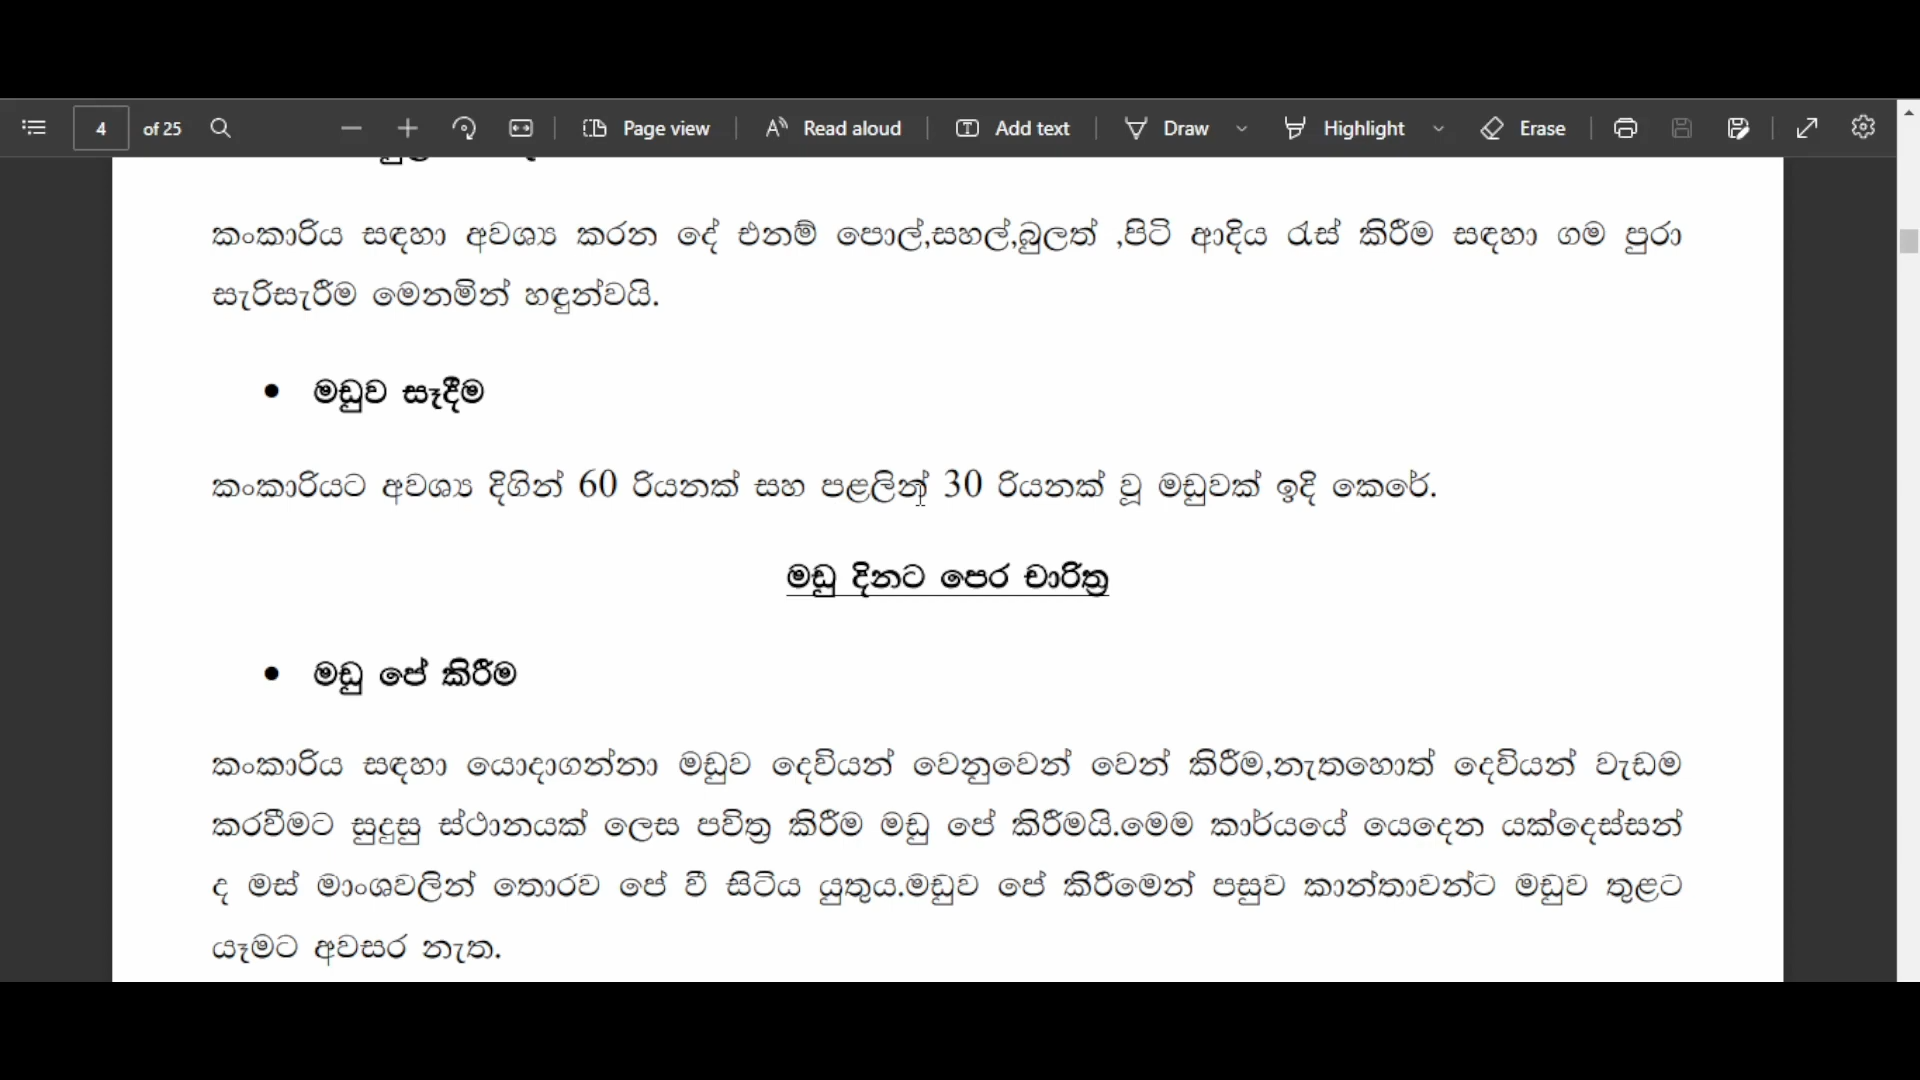 4 of 25 Page view Read aloud Add text Draw Highlight Erase
කංකාරිය සඳහා අවශ්‍ය කරන දේ එනම් පොල්,සහල්,බුලත් ,පිටි ආදිය රැස් කිරීම සඳහා ගම පුරා
සැරිසැරීම මෙනමින් හඳුන්වයි.
• මඩුව සෑදීම
කංකාරියට අවශ්‍ය දිගින් 60 රියනක් සහ පළලින් 30 රියනක් වූ මඩුවක් ඉදි කෙරේ.
මඩු දිනට පෙර චාරිත්‍ර
• මඩු පේ කිරීම
කංකාරිය සඳහා යොදාගන්නා මඩුව දෙවියන් වෙනුවෙන් වෙන් කිරීම,නැතහොත් දෙවියන් වැඩම
කරවීමට සුදුසු ස්ථානයක් ලෙස පවිත්‍ර කිරීම මඩු පේ කිරීමයි.මෙම කාර්යයේ යෙදෙන යක්දෙස්සන්
ද මස් මාංශවලින් තොරව පේ වී සිටිය යුතුය.මඩුව පේ කිරීමෙන් පසුව කාන්තාවන්ට මඩුව තුළට
යෑමට අවසර නැත.